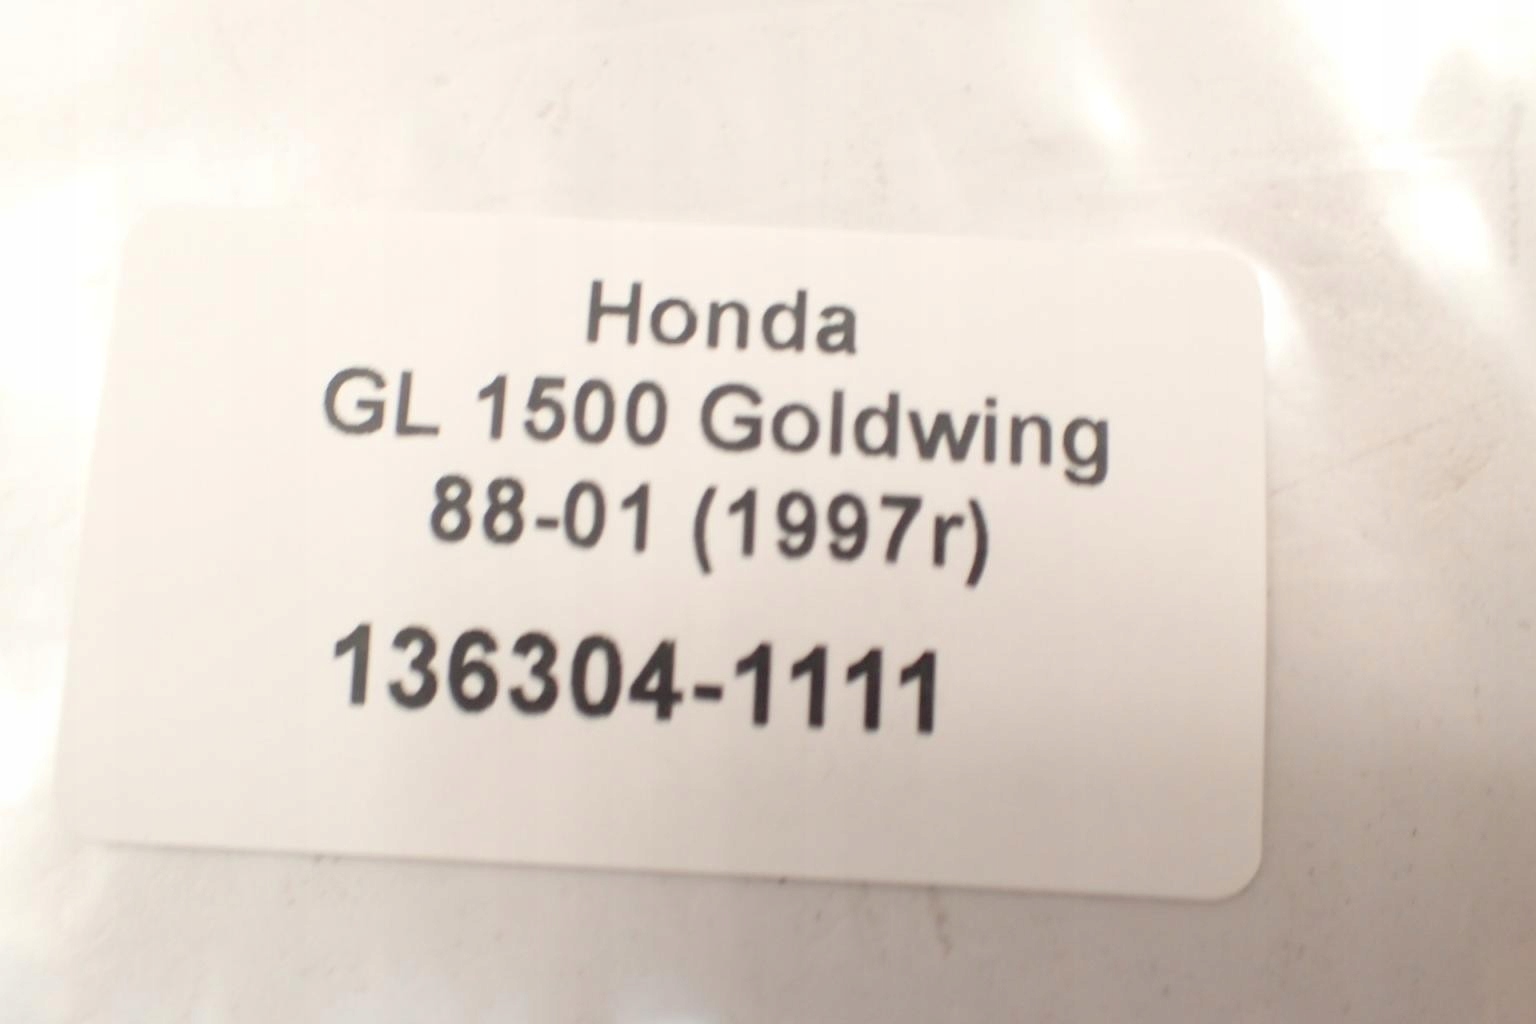 Honda
GL 1500 Goldwing
88-01 (1997r)
136304-1111